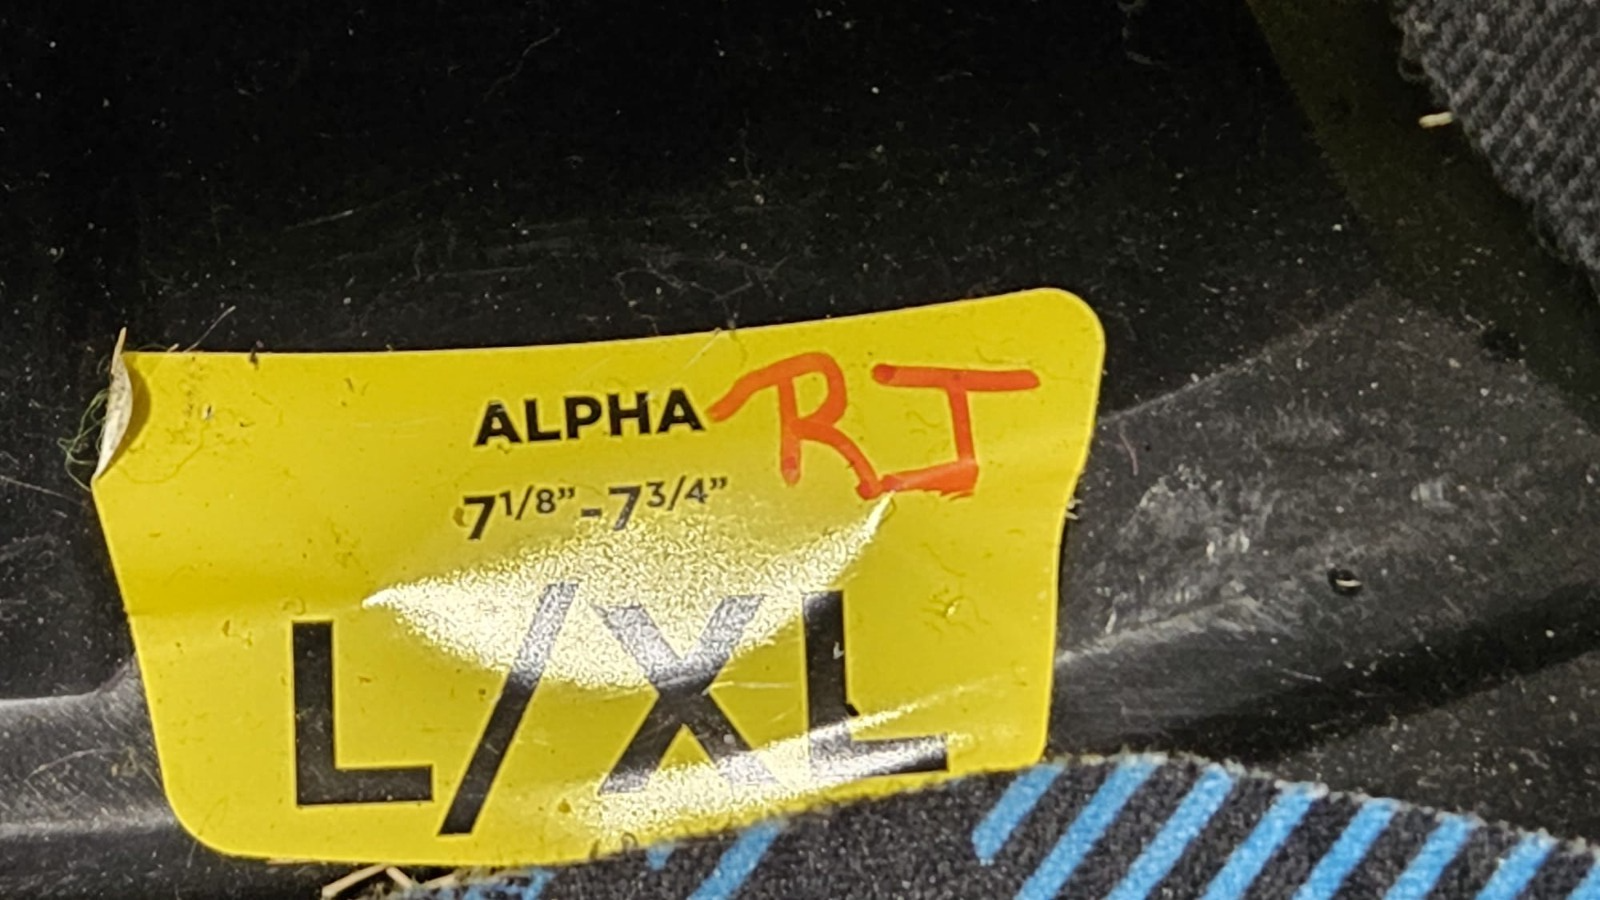 ALPHA RJ
7 1/8"-7 3/4"
L/XL